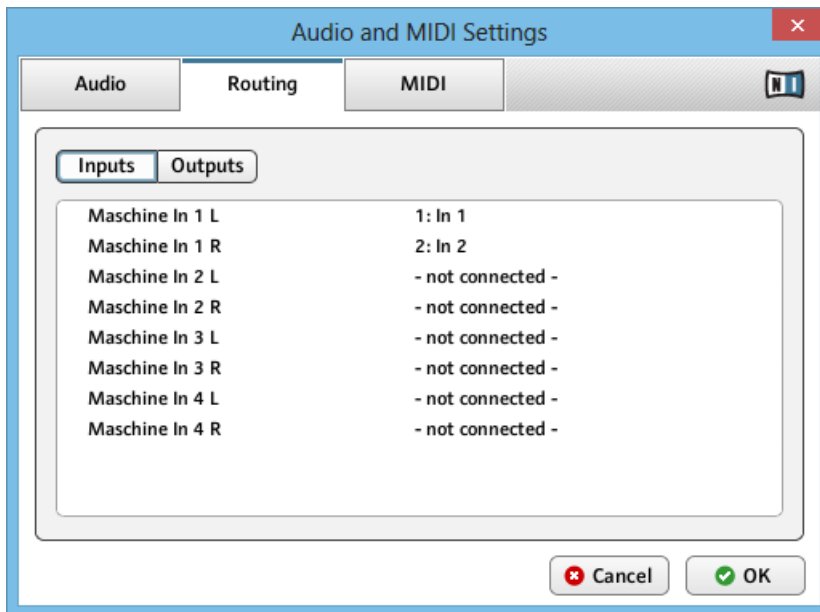 Audio and MIDI Settings
Audio Routing MIDI
NI
Inputs Outputs
Maschine In 1 L 1: In 1
Maschine In 1 R 2: In 2
Maschine In 2 L - not connected -
Maschine In 2 R - not connected -
Maschine In 3 L - not connected -
Maschine In 3 R - not connected -
Maschine In 4 L - not connected -
Maschine In 4 R - not connected -
Cancel OK